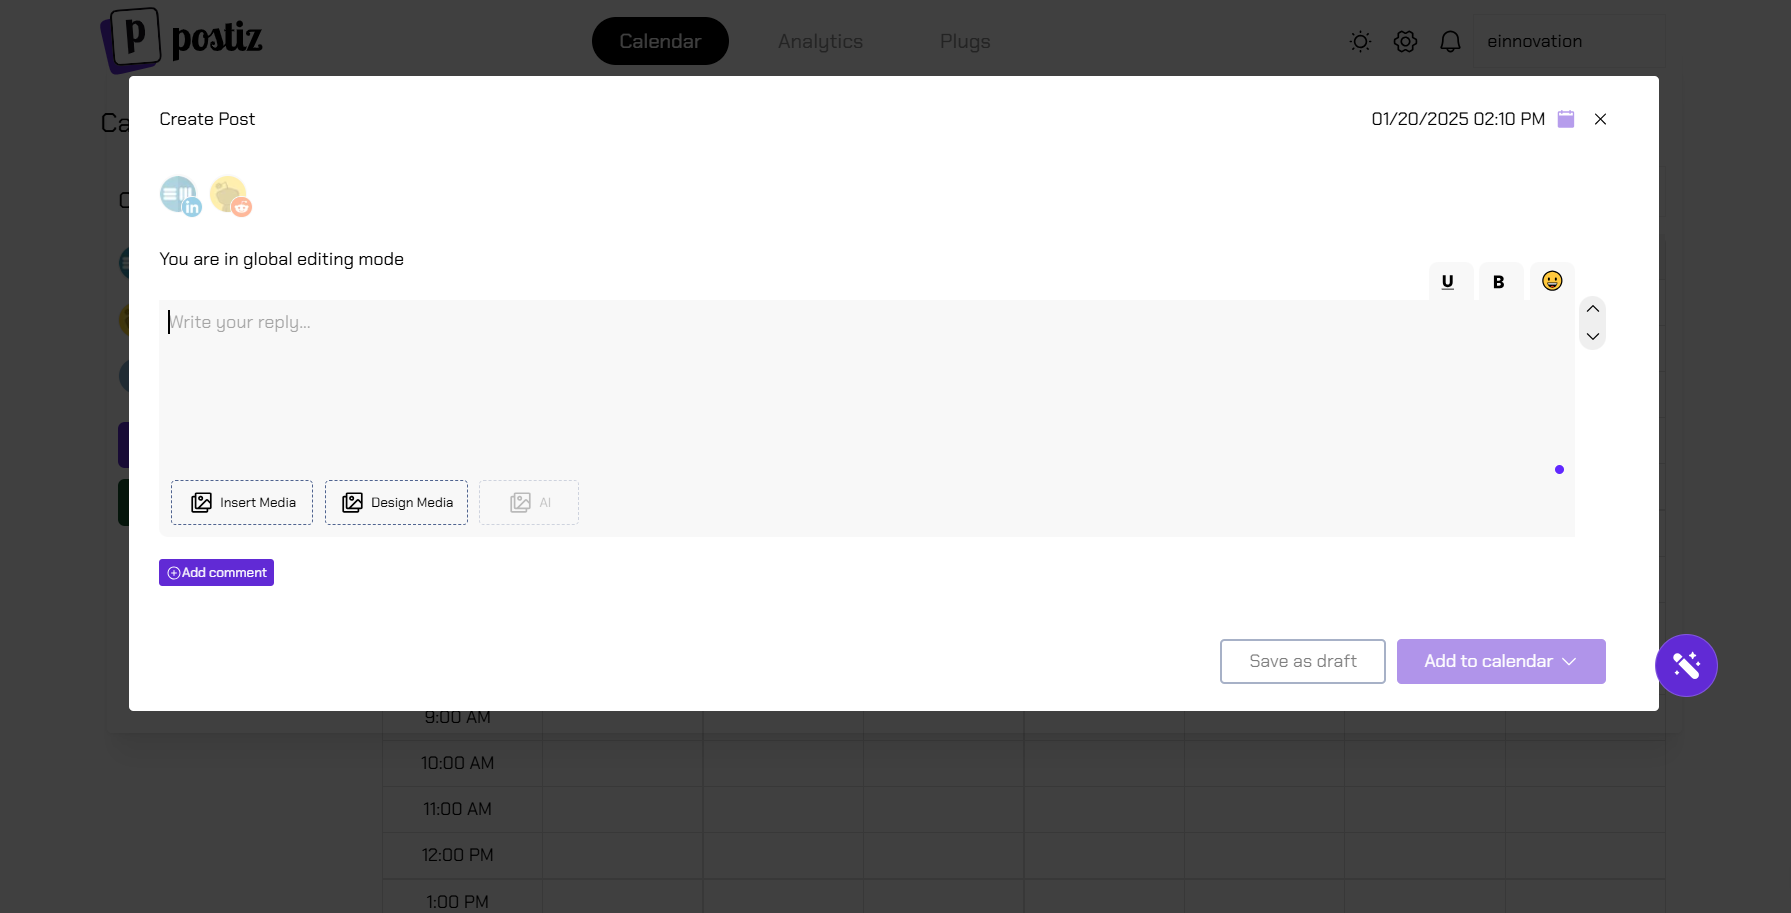 P postiz
Calendar
Analytics
Plugs
einnovation
Ca
Create Post
01/20/2025 02:10 PM
in
You are in global editing mode
U
B
Write your reply...
Insert Media
Design Media
AI
Add comment
Save as draft
Add to calendar
9:00 AM
10:00 AM
11:00 AM
12:00 PM
1:00 PM